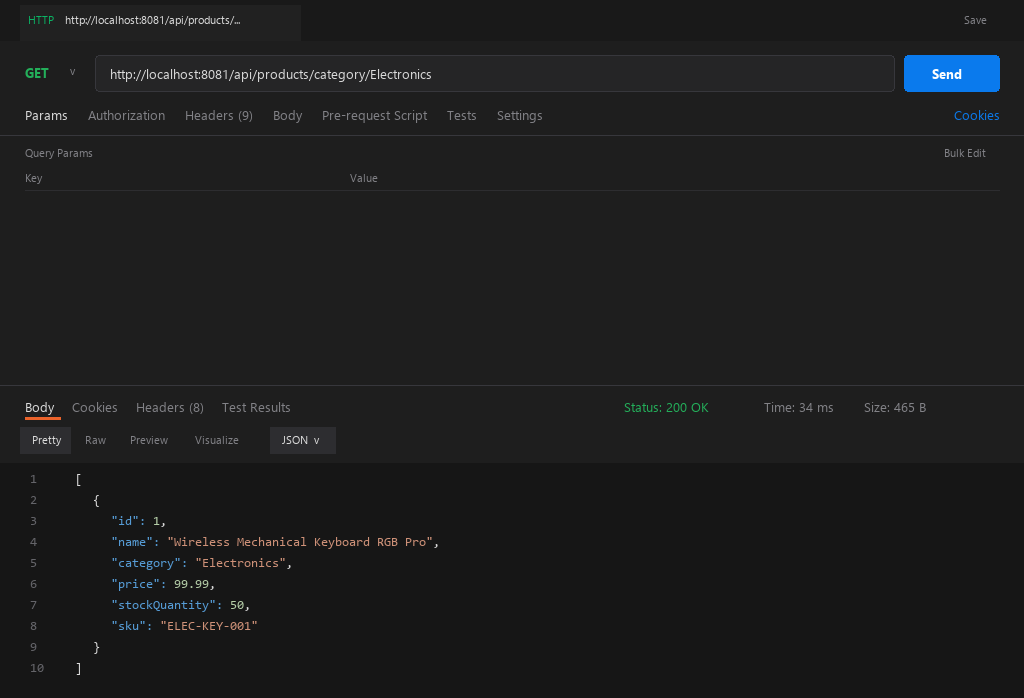 HTTP http://localhost:8081/api/products/... Save
GET v http://localhost:8081/api/products/category/Electronics Send
Params Authorization Headers (9) Body Pre-request Script Tests Settings Cookies
Query Params Bulk Edit
Key Value
Body Cookies Headers (8) Test Results Status: 200 OK Time: 34 ms Size: 465 B
Pretty Raw Preview Visualize JSON v
1 [
2 {
3 "id": 1,
4 "name": "Wireless Mechanical Keyboard RGB Pro",
5 "category": "Electronics",
6 "price": 99.99,
7 "stockQuantity": 50,
8 "sku": "ELEC-KEY-001"
9 }
10 ]